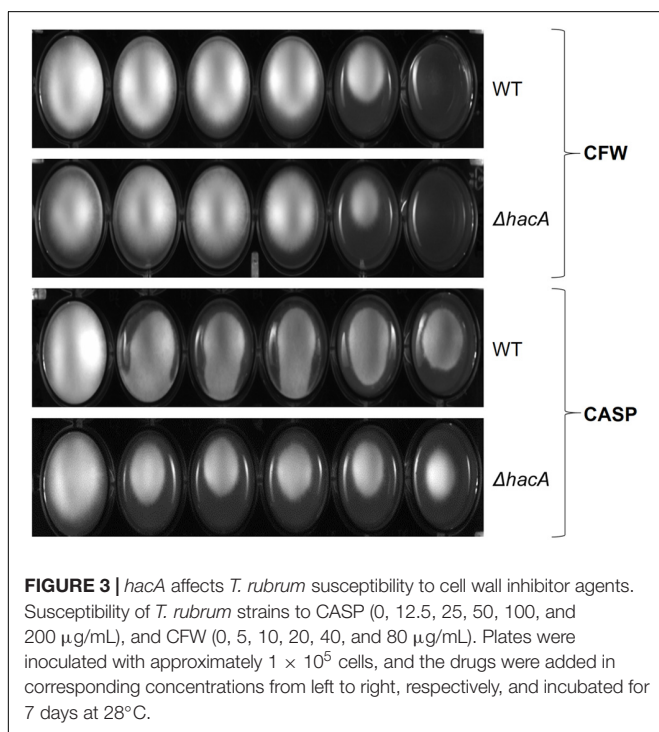 WT
CFW
ΔhacA
WT
CASP
ΔhacA
FIGURE 3 | hacA affects T. rubrum susceptibility to cell wall inhibitor agents.
Susceptibility of T. rubrum strains to CASP (0, 12.5, 25, 50, 100, and
200 μg/mL), and CFW (0, 5, 10, 20, 40, and 80 μg/mL). Plates were
inoculated with approximately 1 × 10⁵ cells, and the drugs were added in
corresponding concentrations from left to right, respectively, and incubated for
7 days at 28°C.